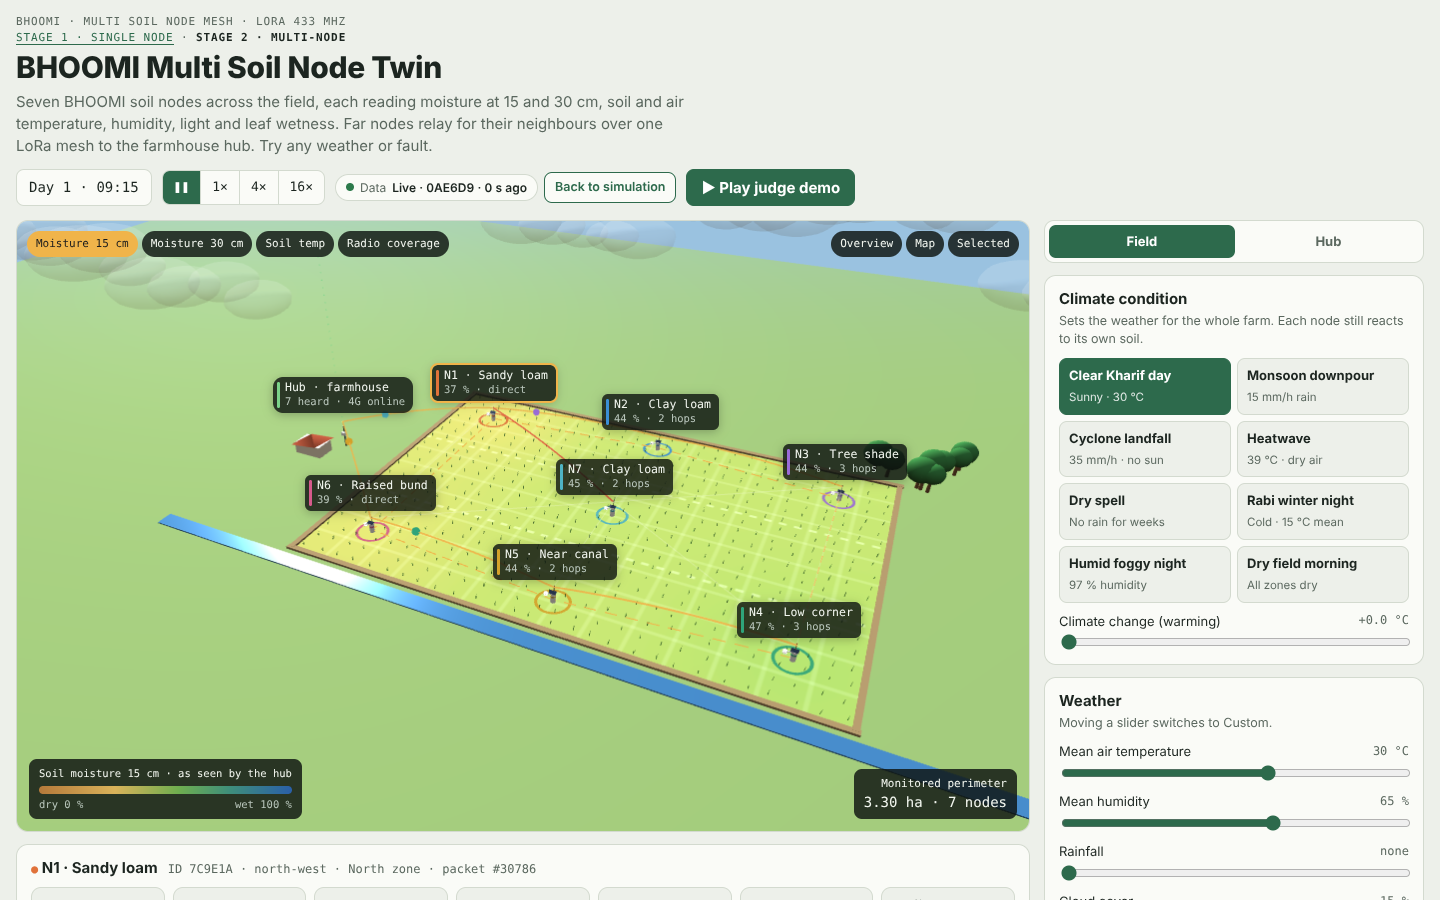 BHOOMI · MULTI SOIL NODE MESH · LORA 433 MHZ
STAGE 1 · SINGLE NODE · STAGE 2 · MULTI-NODE
BHOOMI Multi Soil Node Twin
Seven BHOOMI soil nodes across the field, each reading moisture at 15 and 30 cm, soil and air
temperature, humidity, light and leaf wetness. Far nodes relay for their neighbours over one
LoRa mesh to the farmhouse hub. Try any weather or fault.
Day 1 · 09:15
1×
4×
16×
Data Live · 0AE6D9 · 0 s ago
Back to simulation
▶ Play judge demo
Moisture 15 cm
Moisture 30 cm
Soil temp
Radio coverage
Overview
Map
Selected
Hub · farmhouse
7 heard · 4G online
N1 · Sandy loam
37 % · direct
N2 · Clay loam
44 % · 2 hops
N3 · Tree shade
44 % · 3 hops
N7 · Clay loam
45 % · 2 hops
N6 · Raised bund
39 % · direct
N5 · Near canal
44 % · 2 hops
N4 · Low corner
47 % · 3 hops
Soil moisture 15 cm · as seen by the hub
dry 0 %
wet 100 %
Monitored perimeter
3.30 ha · 7 nodes
N1 · Sandy loam ID 7C9E1A · north-west · North zone · packet #30786
Field
Hub
Climate condition
Sets the weather for the whole farm. Each node still reacts
to its own soil.
Clear Kharif day
Sunny · 30 °C
Monsoon downpour
15 mm/h rain
Cyclone landfall
35 mm/h · no sun
Heatwave
39 °C · dry air
Dry spell
No rain for weeks
Rabi winter night
Cold · 15 °C mean
Humid foggy night
97 % humidity
Dry field morning
All zones dry
Climate change (warming) +0.0 °C
Weather
Moving a slider switches to Custom.
Mean air temperature 30 °C
Mean humidity 65 %
Rainfall none
Cloud cover 15 %